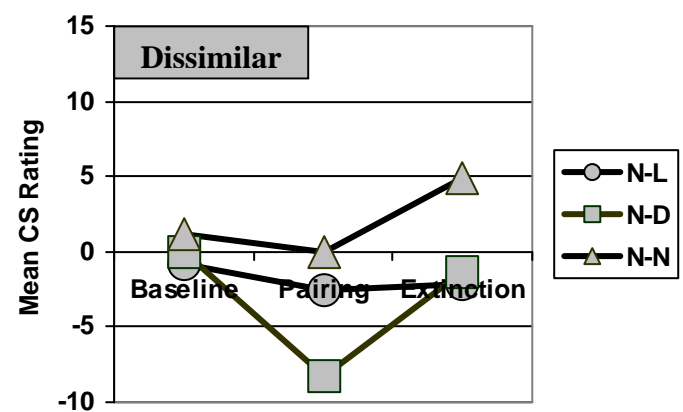 15
Dissimilar
10
5
0
-5
-10
Mean CS Rating
Baseline Pairing Extinction
N-L
N-D
N-N